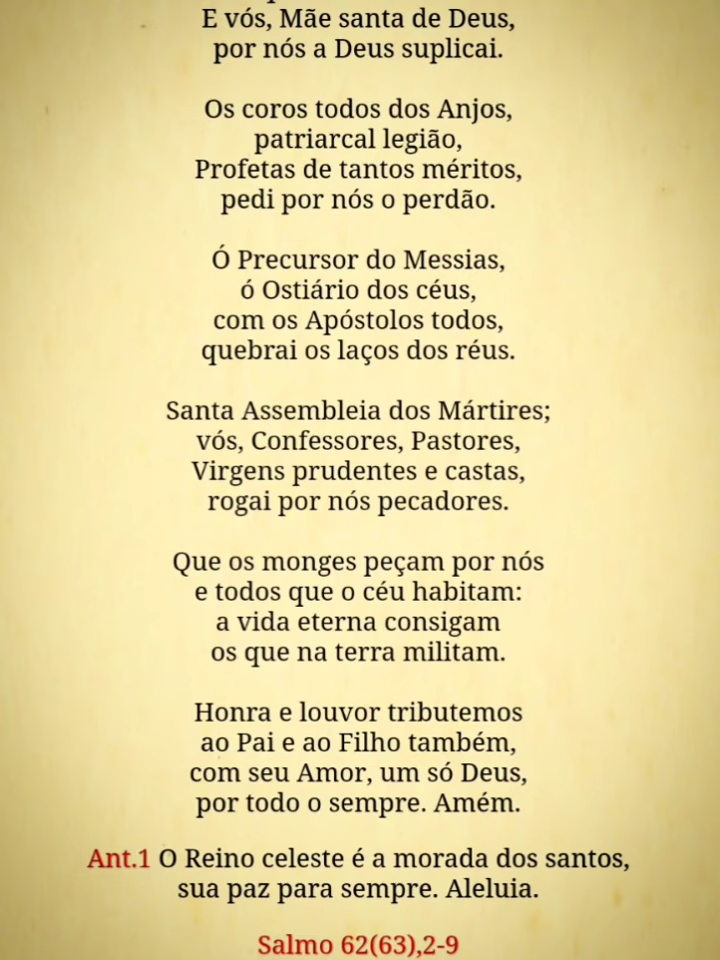 E vós, Mãe santa de Deus,
por nós a Deus suplicai.
Os coros todos dos Anjos,
patriarcal legião,
Profetas de tantos méritos,
pedi por nós o perdão.
Ó Precursor do Messias,
ó Ostiário dos céus,
com os Apóstolos todos,
quebrai os laços dos réus.
Santa Assembleia dos Mártires;
vós, Confessores, Pastores,
Virgens prudentes e castas,
rogai por nós pecadores.
Que os monges peçam por nós
e todos que o céu habitam:
a vida eterna consigam
os que na terra militam.
Honra e louvor tributemos
ao Pai e ao Filho também,
com seu Amor, um só Deus,
por todo o sempre. Amém.
Ant.1 O Reino celeste é a morada dos santos,
sua paz para sempre. Aleluia.
Salmo 62(63),2-9